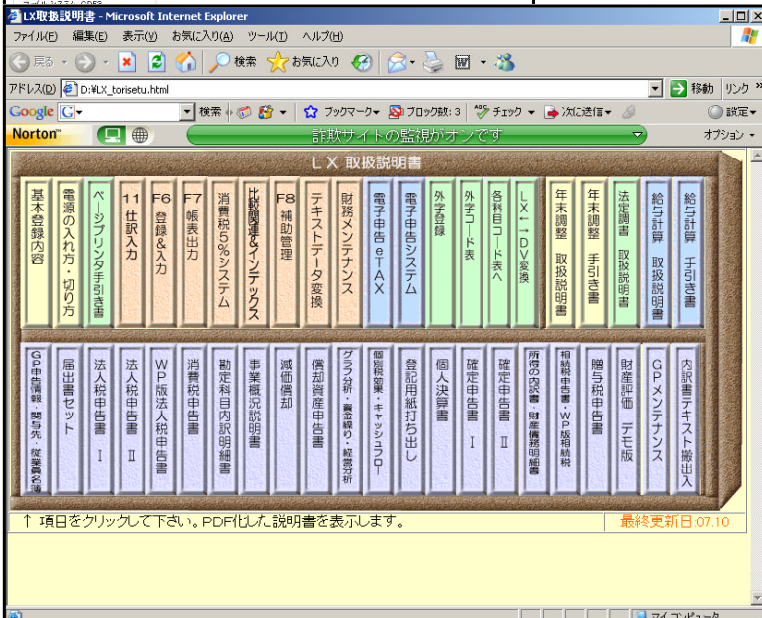 LX取扱説明書 - Microsoft Internet Explorer
ファイル(F) 編集(E) 表示(V) お気に入り(A) ツール(T) ヘルプ(H)
戻る 検索 お気に入り
アドレス(D) D:¥LX_torisetu.html 移動 リンク »
Google G 検索 ブックマーク ブロック数: 3 チェック 次に送信 設定
Norton™ 詐欺サイトの監視がオンです オプション
LX 取扱説明書
基本登録内容
電源の入れ方・切り方
ページプリンタ手引き書
11 仕訳入力
F6 登録&入力
F7 帳表出力
消費税5%システム
比較関連&インデックス
F8 補助管理
テキストデータ変換
財務メンテナンス
電子申告 eTAX
電子申告システム
外字登録
外字コード表
各科目コード表へ
LX←→DV変換
年末調整 取扱説明書
年末調整 手引き書
法定調書 取扱説明書
給与計算 取扱説明書
給与計算 手引き書
GP申告情報・関与先・従業員名簿
届出書セット
法人税申告書 Ⅰ
法人税申告書 Ⅱ
WP版法人税申告書
消費税申告書
勘定科目内訳明細書
事業概況説明書
減価償却
償却資産申告書
グラフ分析・資金繰り・経営分析
個別税効果・キャッシュフロー
登記用紙打ち出し
個人決算書
確定申告書 Ⅰ
確定申告書 Ⅱ
所得の内訳書・財産債務明細書
相続税申告書・WP版相続税
贈与税申告書
財産評価 デモ版
GPメンテナンス
内訳書テキスト搬出入
↑ 項目をクリックして下さい。PDF化した説明書を表示します。
最終更新日:07.10
マイ コンピュータ